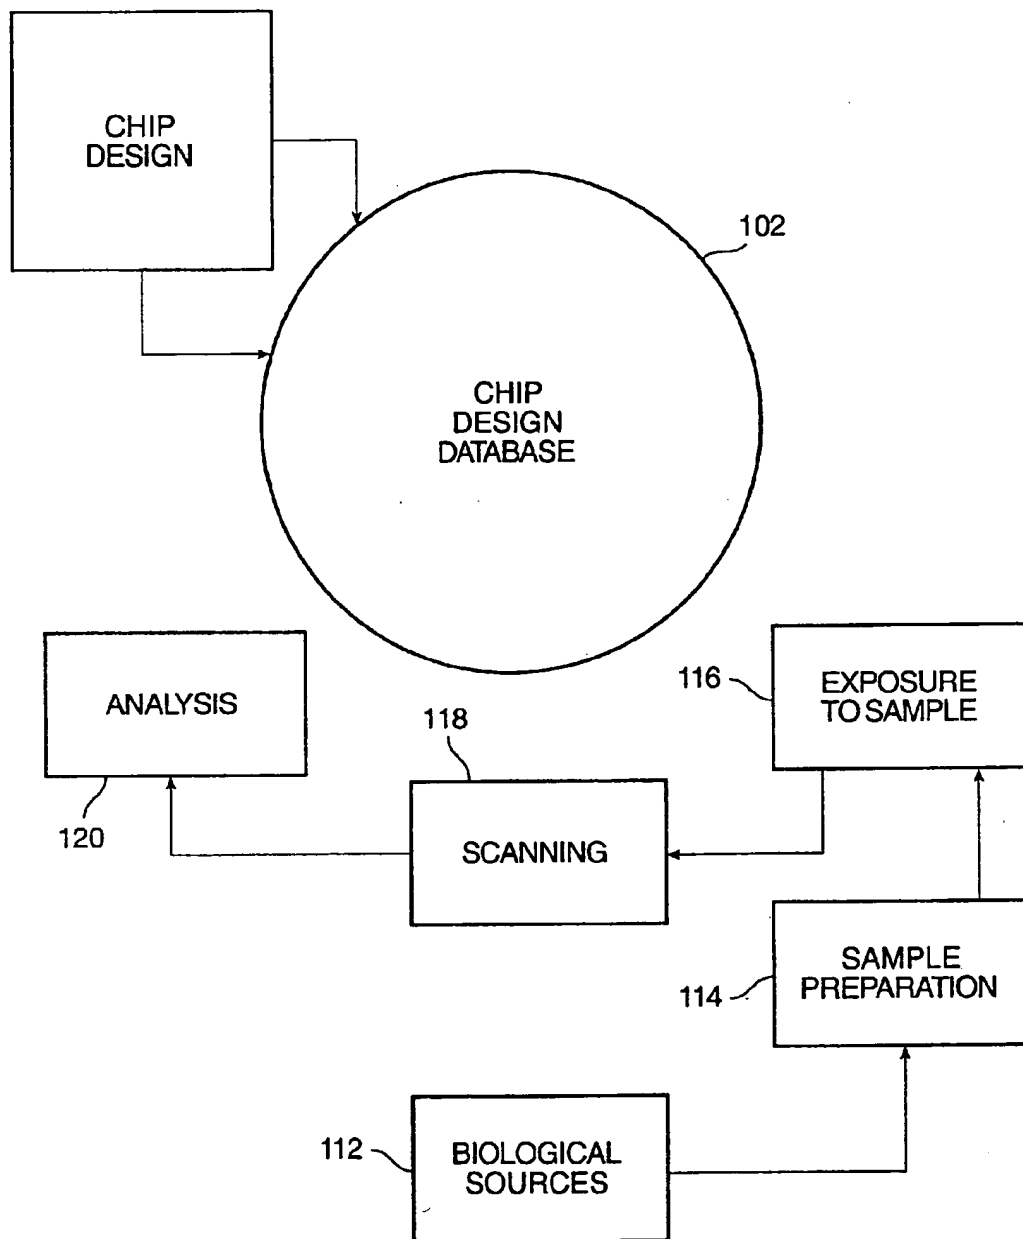 CHIP
DESIGN
102
CHIP
DESIGN
DATABASE
ANALYSIS
120
118
SCANNING
116
EXPOSURE
TO SAMPLE
114
SAMPLE
PREPARATION
112
BIOLOGICAL
SOURCES